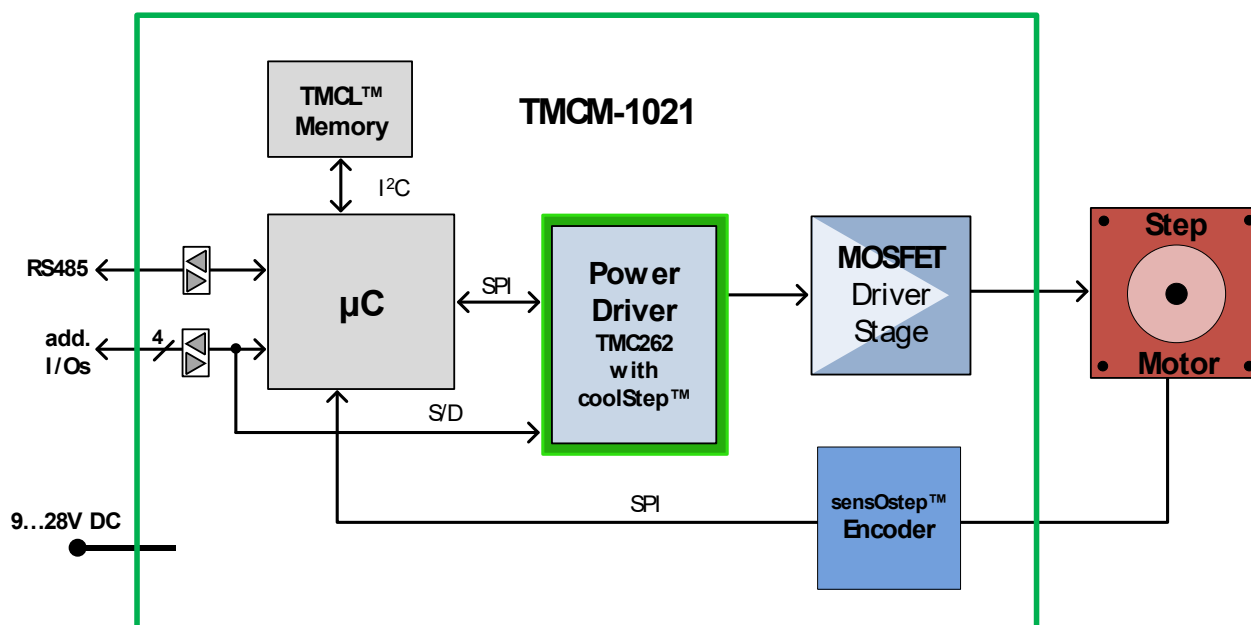 TMCM-1021
TMCL™
Memory
I²C
RS485
µC
SPI
Power
Driver
TMC262
with
coolStep™
MOSFET
Driver
Stage
Step
Motor
add.
I/Os
4
S/D
SPI
sensOstep™
Encoder
9...28V DC